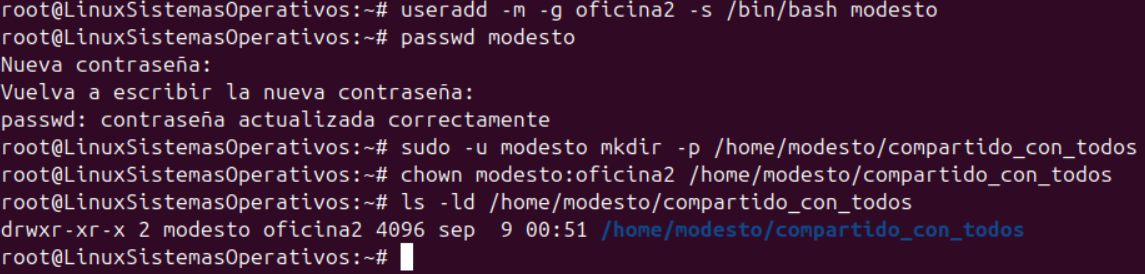 root@LinuxSistemasOperativos:~# useradd -m -g oficina2 -s /bin/bash modesto
root@LinuxSistemasOperativos:~# passwd modesto
Nueva contraseña:
Vuelva a escribir la nueva contraseña:
passwd: contraseña actualizada correctamente
root@LinuxSistemasOperativos:~# sudo -u modesto mkdir -p /home/modesto/compartido_con_todos
root@LinuxSistemasOperativos:~# chown modesto:oficina2 /home/modesto/compartido_con_todos
root@LinuxSistemasOperativos:~# ls -ld /home/modesto/compartido_con_todos
drwxr-xr-x 2 modesto oficina2 4096 sep  9 00:51 /home/modesto/compartido_con_todos
root@LinuxSistemasOperativos:~#